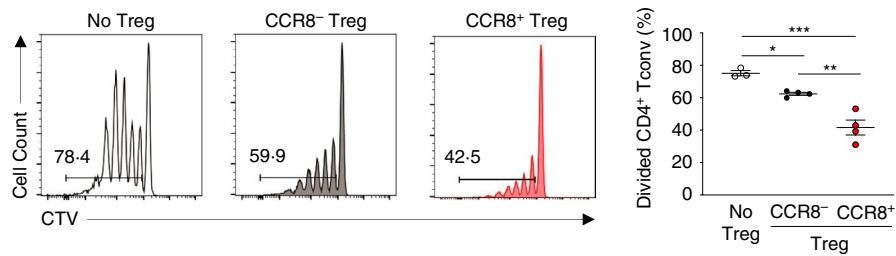 No Treg
CCR8⁻ Treg
CCR8⁺ Treg
Cell Count
78·4
59.9
42·5
CTV
Divided CD4⁺ Tconv (%)
100
80
60
40
20
0
***
*
**
No
Treg
CCR8⁻
CCR8⁺
Treg